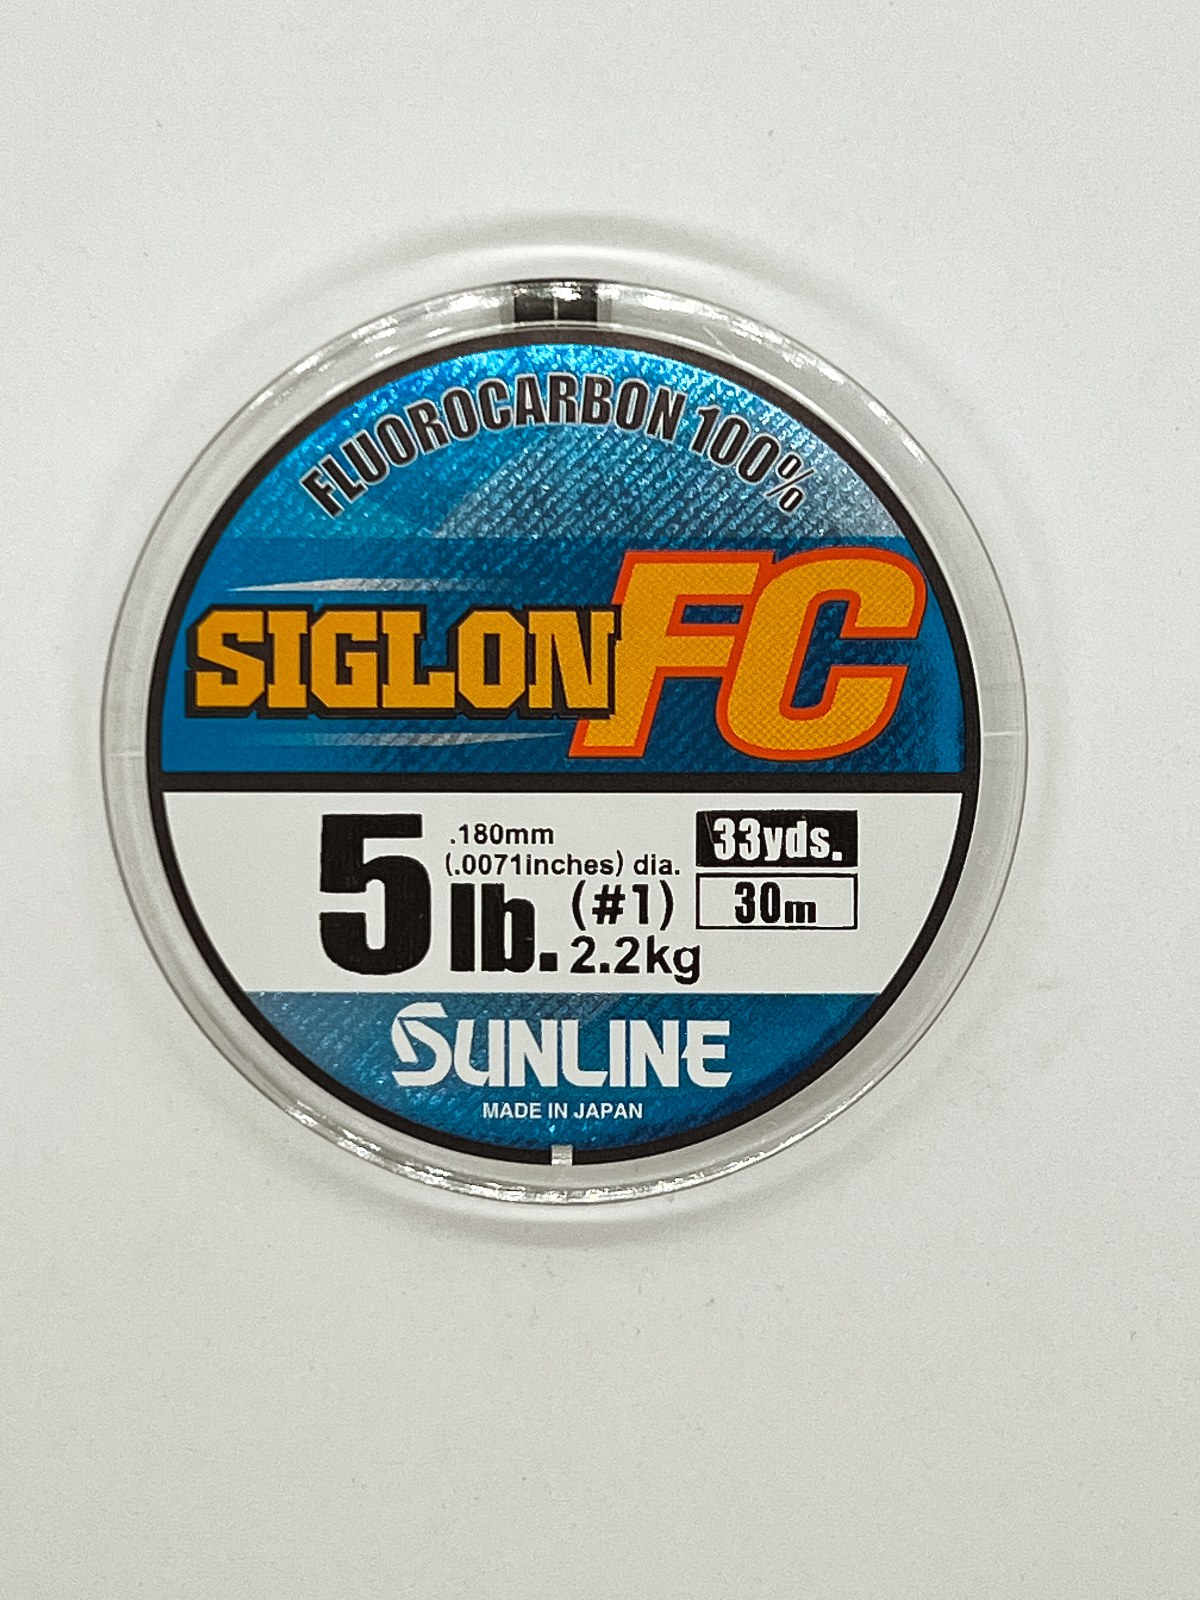 FLUOROCARBON 100%
SIGLON FC
5 lb.
.180mm
(.0071inches) dia.
(#1)
2.2kg
33yds.
30m
SUNLINE
MADE IN JAPAN